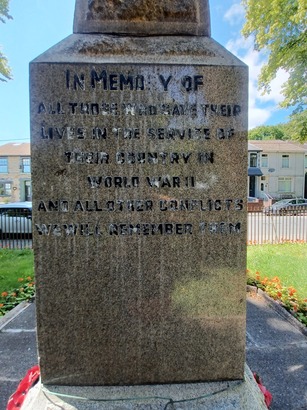 IN MEMORY OF
ALL THOSE WHO GAVE THEIR
LIVES IN THE SERVICE OF
THEIR COUNTRY IN
WORLD WAR II
AND ALL OTHER CONFLICTS
WE WILL REMEMBER THEM